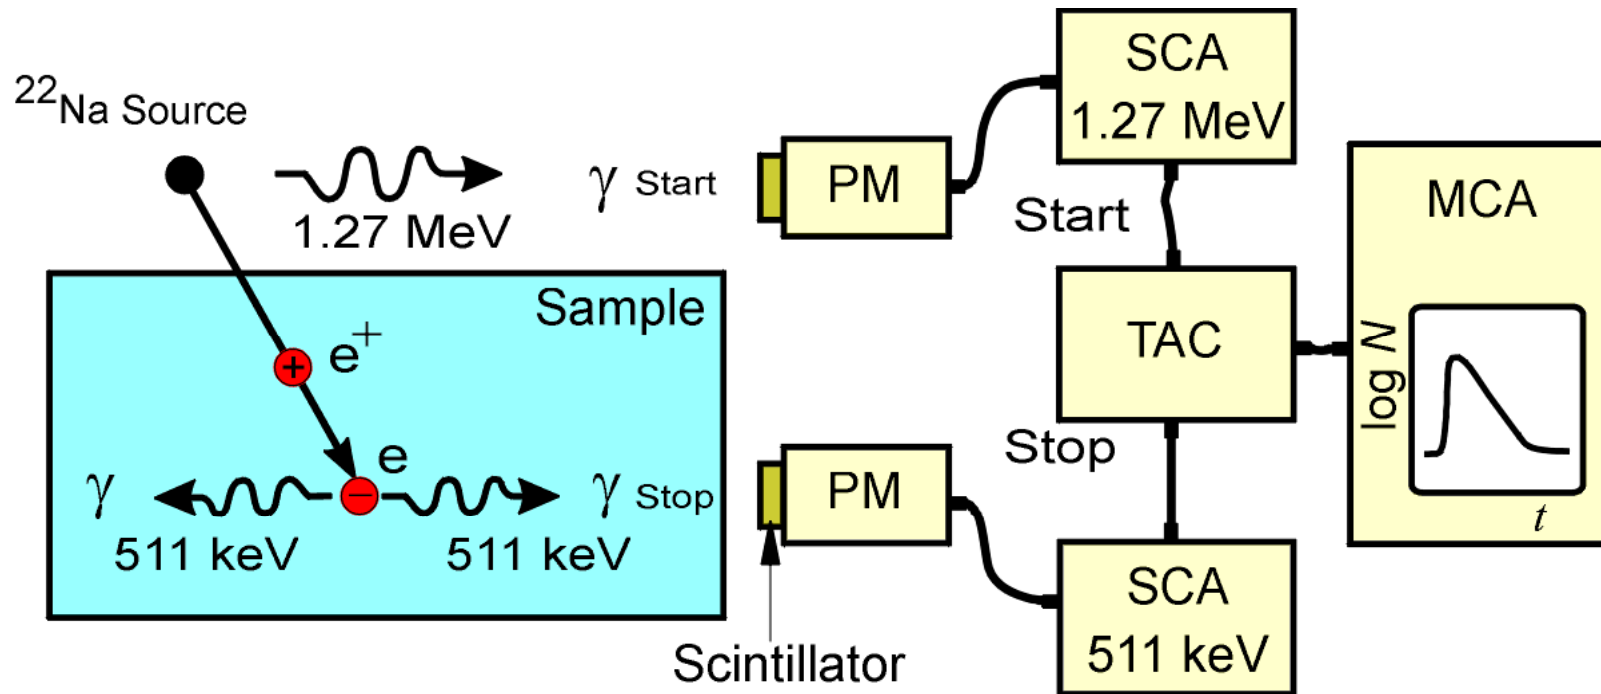 ²²Na Source
1.27 MeV
γ Start
Sample
e⁺
e
γ
γ Stop
511 keV
511 keV
+
−
PM
PM
Scintillator
SCA
1.27 MeV
Start
TAC
Stop
SCA
511 keV
MCA
log N
t